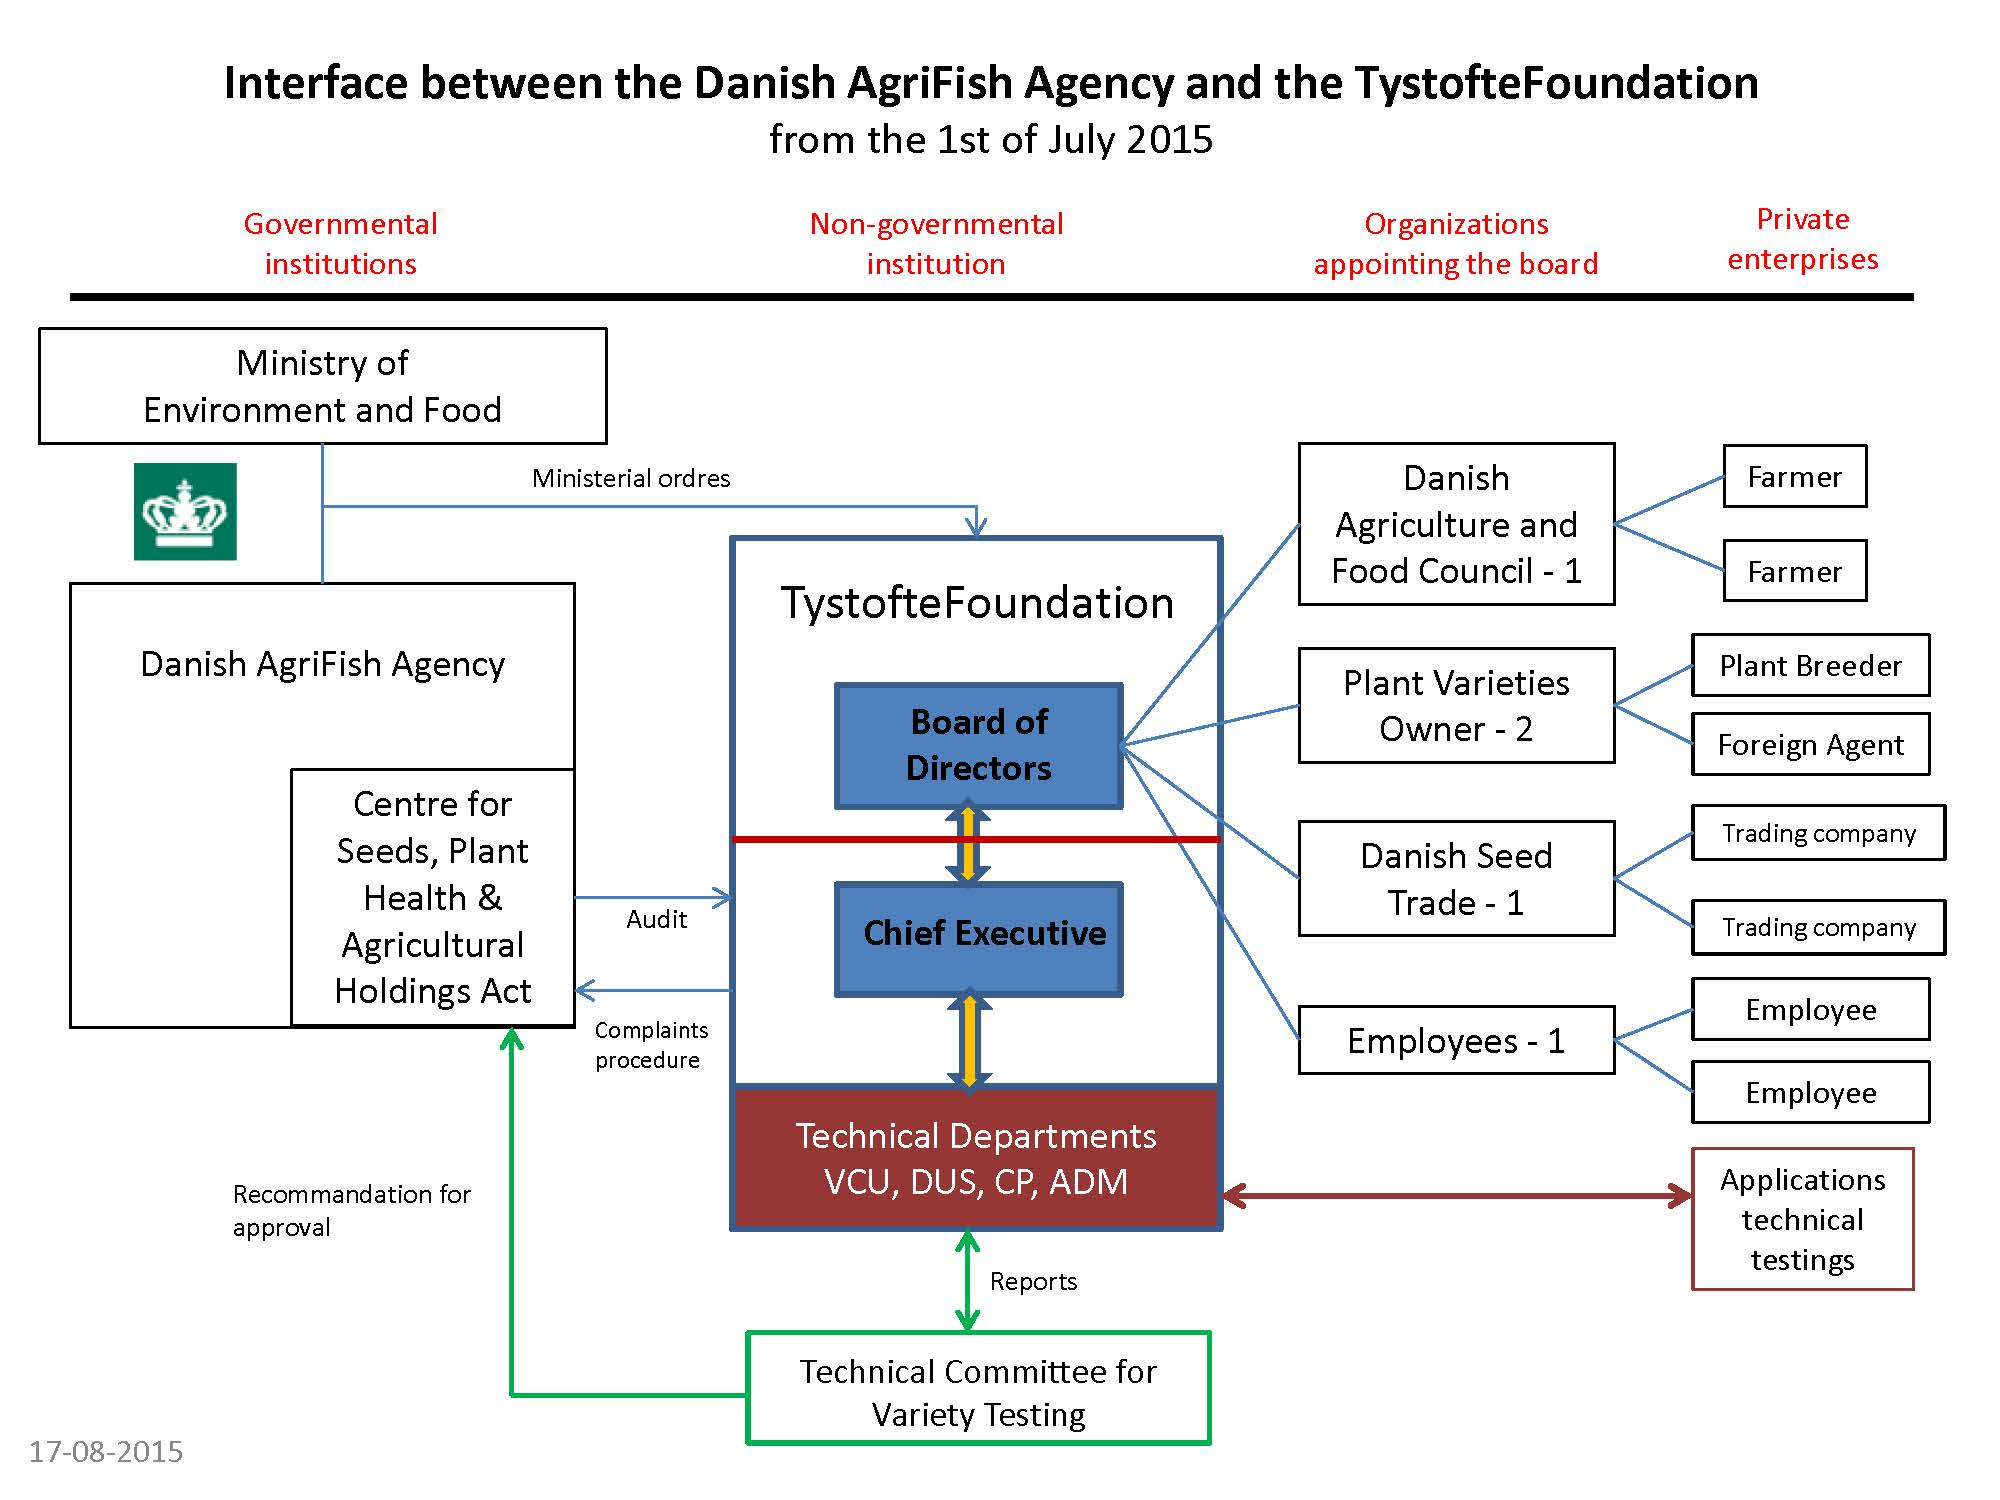 Interface between the Danish AgriFish Agency and the TystofteFoundation
from the 1st of July 2015
Governmental
institutions
Non-governmental
institution
Organizations
appointing the board
Private
enterprises
Ministry of
Environment and Food
Ministerial ordres
Danish AgriFish Agency
Centre for
Seeds, Plant
Health &
Agricultural
Holdings Act
Audit
Complaints
procedure
Recommandation for
approval
TystofteFoundation
Board of
Directors
Chief Executive
Technical Departments
VCU, DUS, CP, ADM
Reports
Technical Committee for
Variety Testing
Danish
Agriculture and
Food Council - 1
Plant Varieties
Owner - 2
Danish Seed
Trade - 1
Employees - 1
Farmer
Farmer
Plant Breeder
Foreign Agent
Trading company
Trading company
Employee
Employee
Applications
technical
testings
17-08-2015